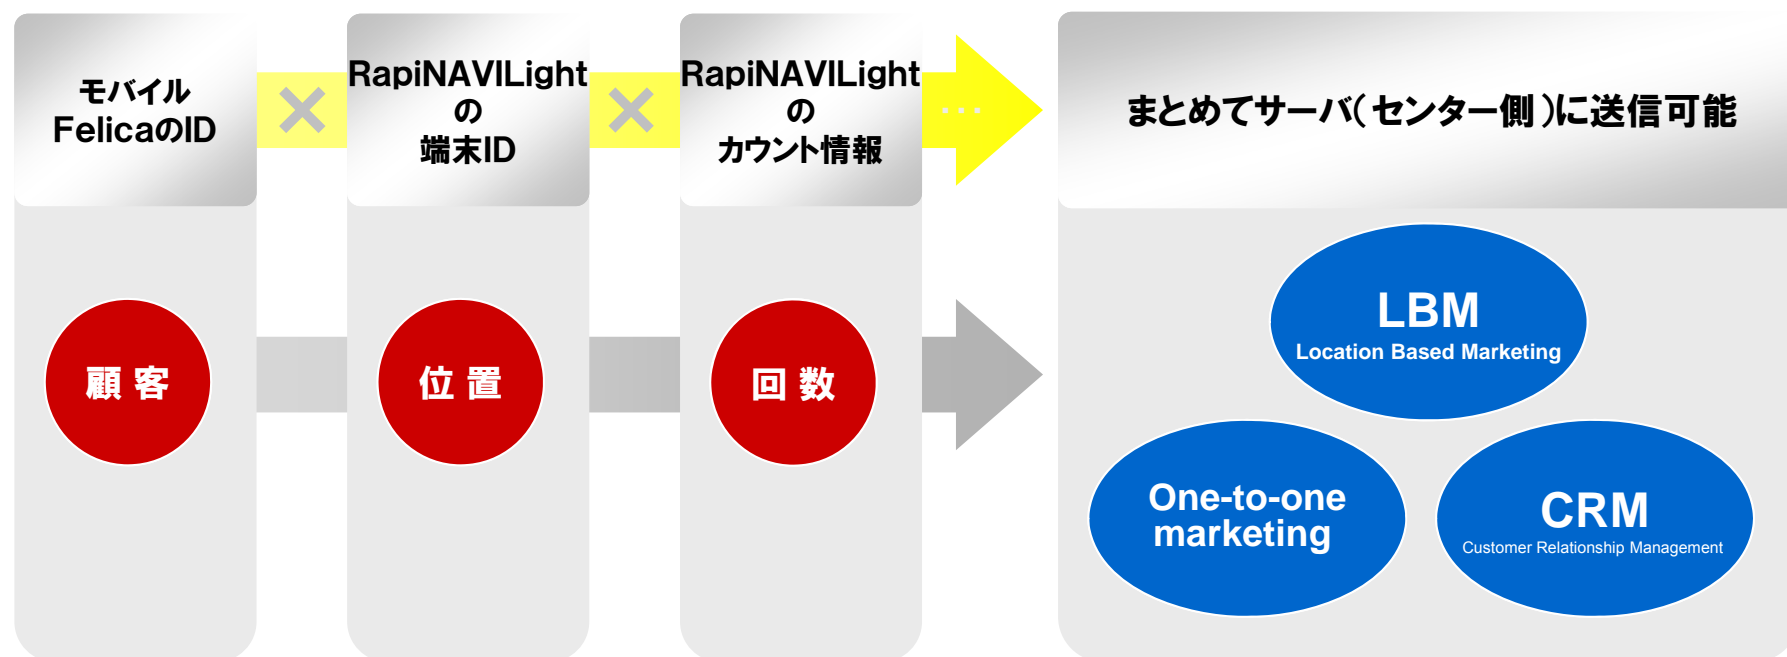 モバイル
FelicaのID
×
RapiNAVILight
の
端末ID
×
RapiNAVILight
の
カウント情報
…
まとめてサーバ（センター側）に送信可能
顧客
位置
回数
LBM
Location Based Marketing
One-to-one
marketing
CRM
Customer Relationship Management